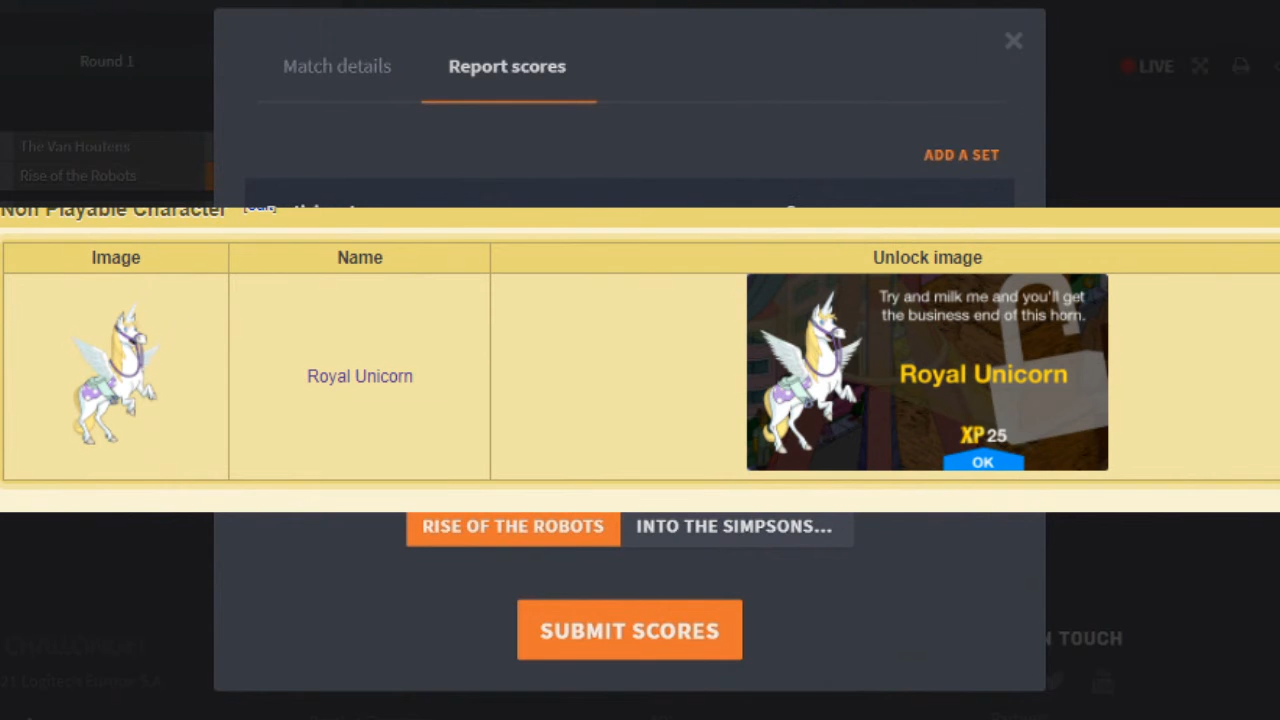 Match details
Report scores
Round 1
LIVE
The Van Houtens
Rise of the Robots
ADD A SET
Non Playable Character
Image
Name
Unlock image
Royal Unicorn
Try and milk me and you'll get
the business end of this horn.
Royal Unicorn
XP 25
OK
RISE OF THE ROBOTS
INTO THE SIMPSONS...
SUBMIT SCORES
TOUCH